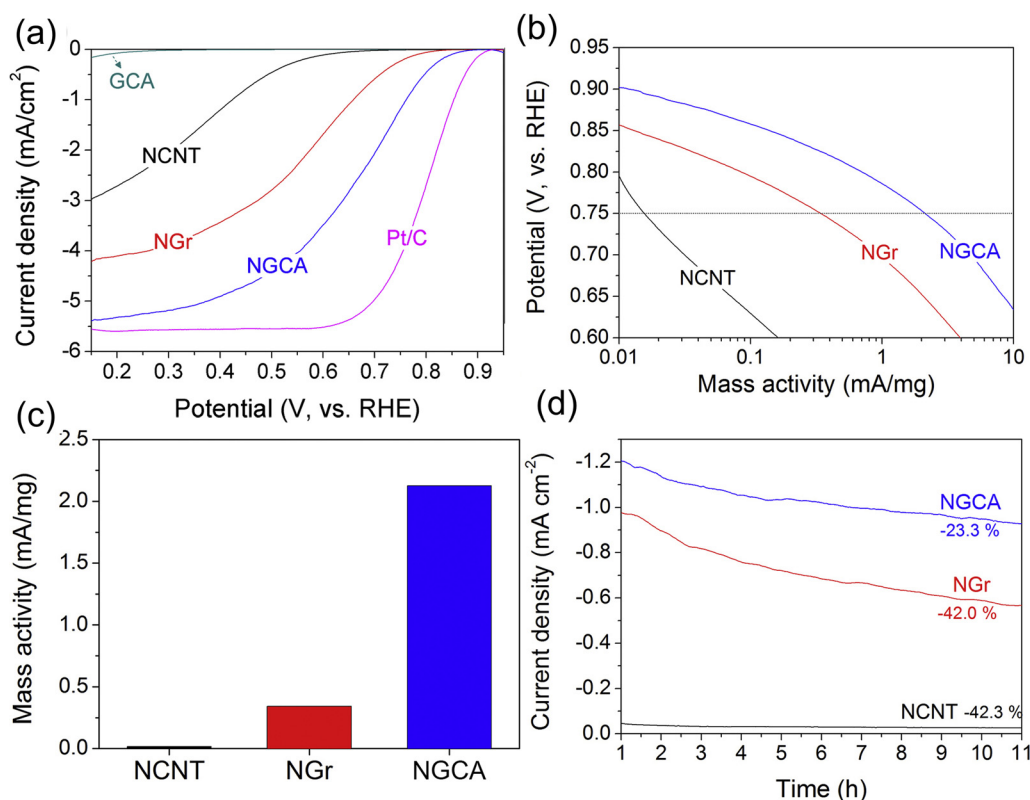 (a)
0
-1
-2
-3
-4
-5
-6
Current density (mA/cm²)
GCA
NCNT
NGr
NGCA
Pt/C
0.2 0.3 0.4 0.5 0.6 0.7 0.8 0.9
Potential (V, vs. RHE)
(b)
0.95
0.90
0.85
0.80
0.75
0.70
0.65
0.60
Potential (V, vs. RHE)
NCNT
NGr
NGCA
0.01 0.1 1 10
Mass activity (mA/mg)
(c)
2.5
2.0
1.5
1.0
0.5
0.0
Mass activity (mA/mg)
NCNT NGr NGCA
(d)
-1.2
-1.0
-0.8
-0.6
-0.4
-0.2
0.0
Current density (mA cm⁻²)
NGCA
-23.3 %
NGr
-42.0 %
NCNT -42.3 %
1 2 3 4 5 6 7 8 9 10 11
Time (h)